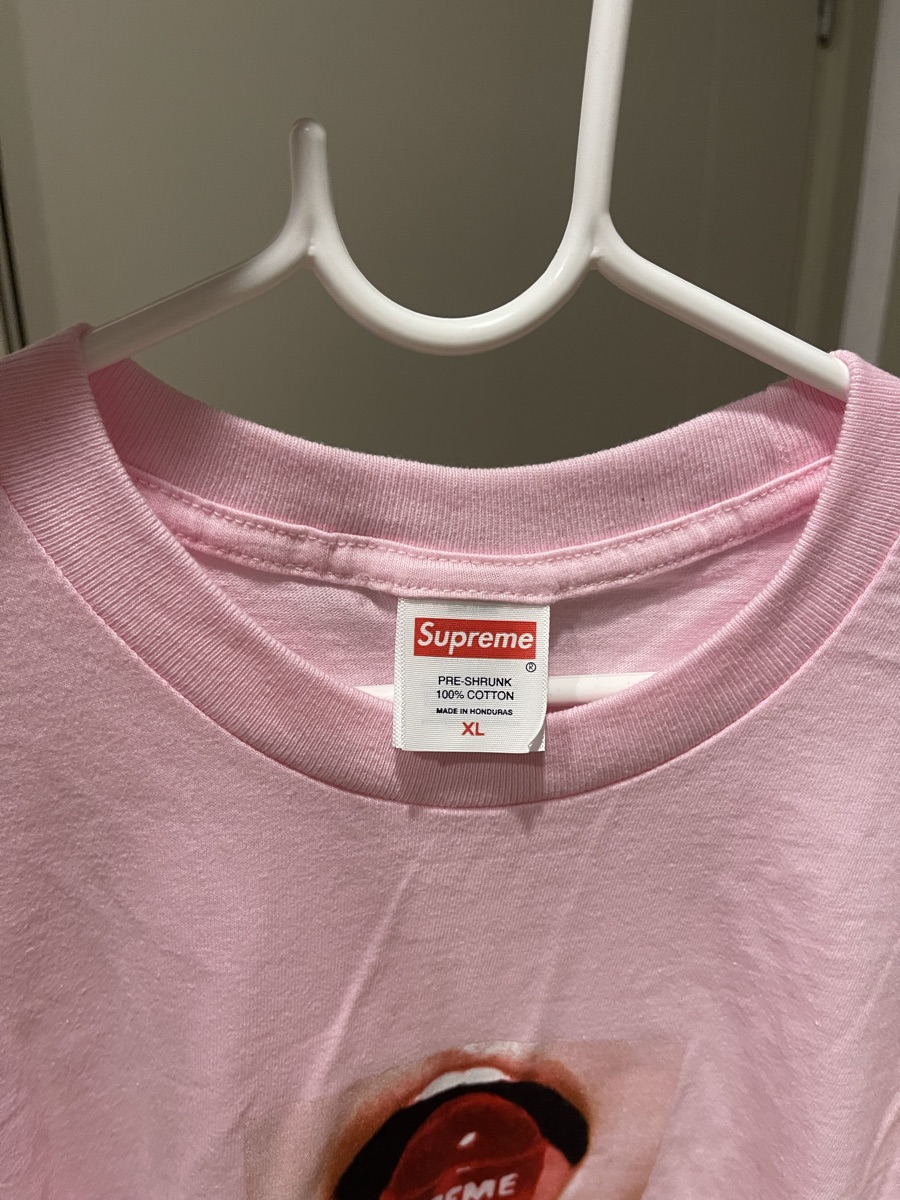 Supreme
®
PRE-SHRUNK
100% COTTON
MADE IN HONDURAS
XL